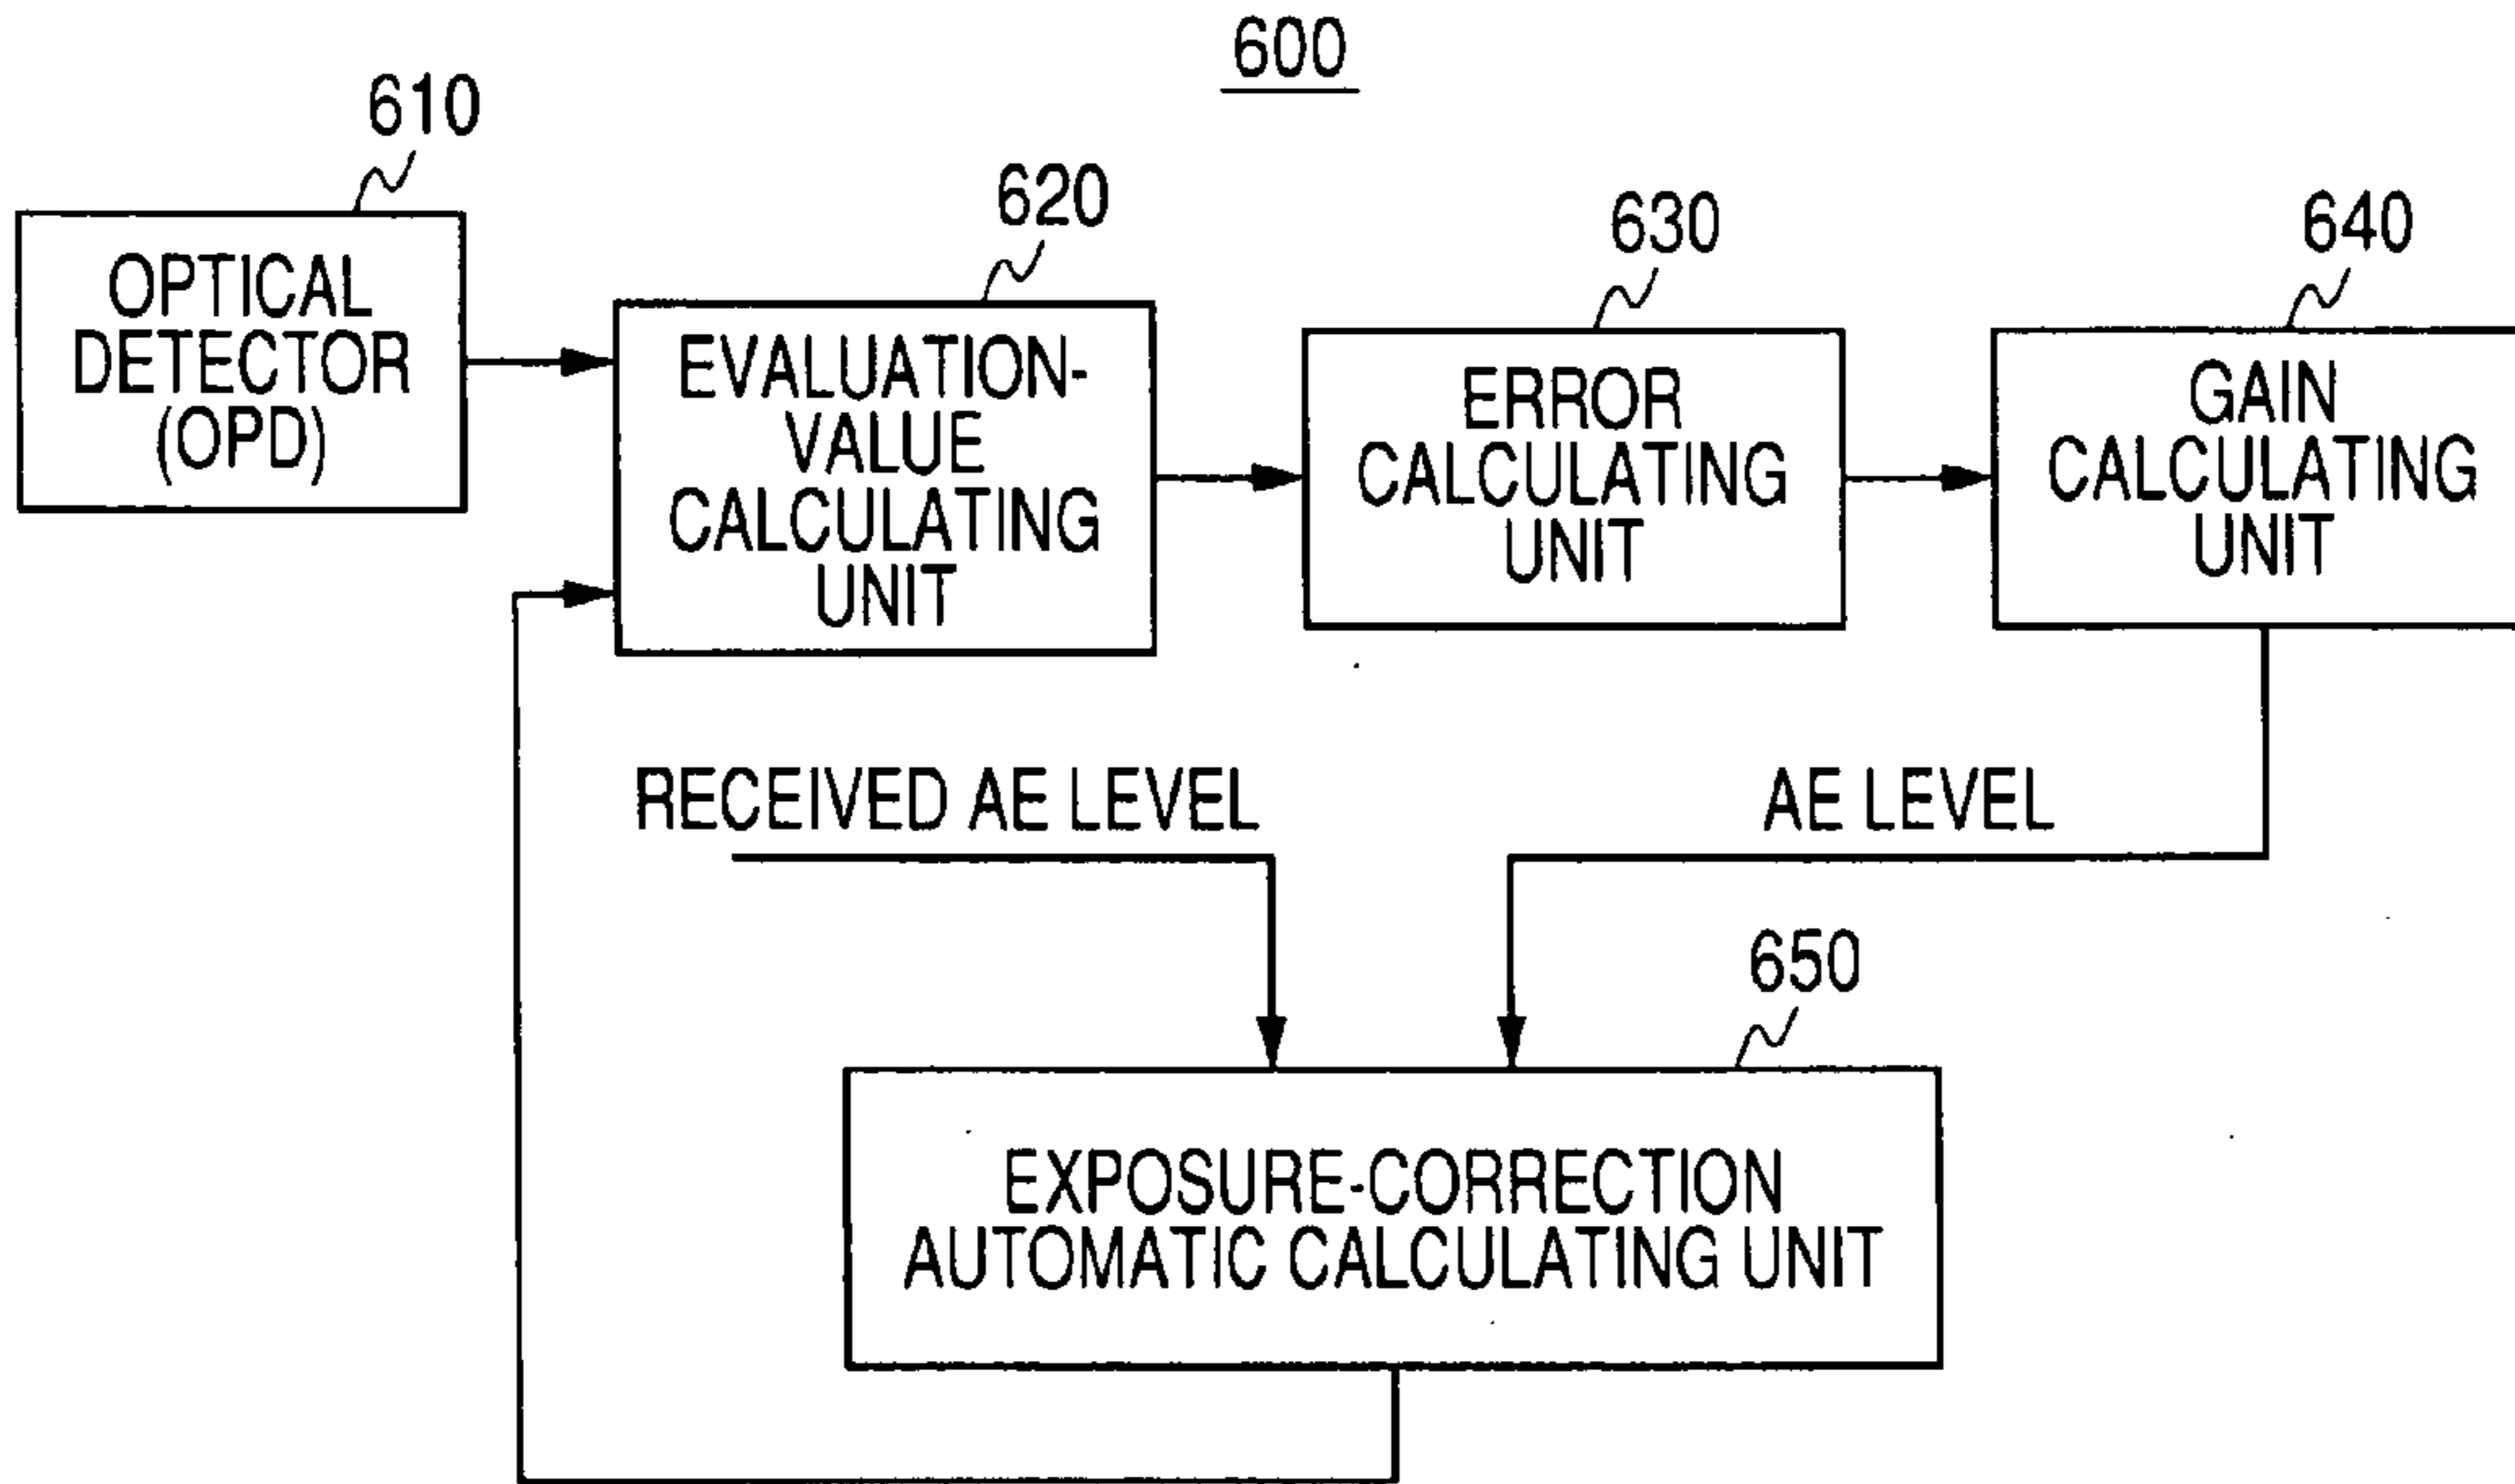 600
610
OPTICAL
DETECTOR
(OPD)
620
EVALUATION-
VALUE
CALCULATING
UNIT
630
ERROR
CALCULATING
UNIT
640
GAIN
CALCULATING
UNIT
RECEIVED AE LEVEL
AE LEVEL
650
EXPOSURE-CORRECTION
AUTOMATIC CALCULATING UNIT